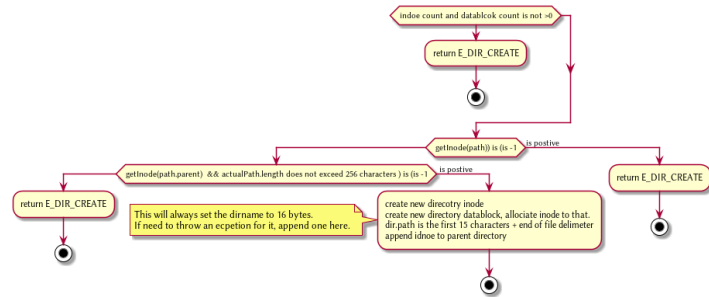 indoe count and datablcok count is not >0
return E_DIR_CREATE
getInode(path)) is (is -1
is postive
getInode(path.parent) && actualPath.length does not exceed 256 characters ) is (is -1
is postive
return E_DIR_CREATE
return E_DIR_CREATE
This will always set the dirname to 16 bytes.
If need to throw an ecpetion for it, append one here.
create new direcotry inode
create new directory datablock, allociate inode to that.
dir.path is the first 15 characters + end of file delimeter
append idnoe to parent directory